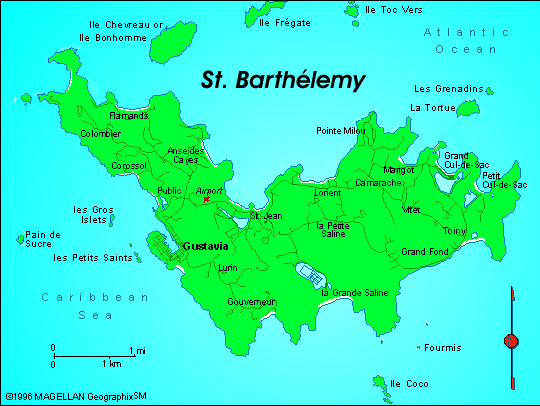 Ile Toc Vers
Ile Chevreau or
Ile Bonhomme
Ile Frégate
Atlantic
Ocean
St. Barthélemy
Les Grenadins
La Tortue
Flamands
Colombier
Pointe Milou
Anse des
Cayes
Grand
Cul-de-Sac
Corossol
Marigot
Petit
Cul-de-Sac
Camarache
Public
Airport
Lorient
les Gros
Islets
St. Jean
Vitet
la Petite
Saline
Toiny
Pain de
Sucre
Gustavia
les Petits Saints
Grand Fond
Lurin
Caribbean
Sea
Gouverneur
la Grande Saline
0 1 mi
0 1 km
Fourmis
Ile Coco
©1996 MAGELLAN Geographix SM